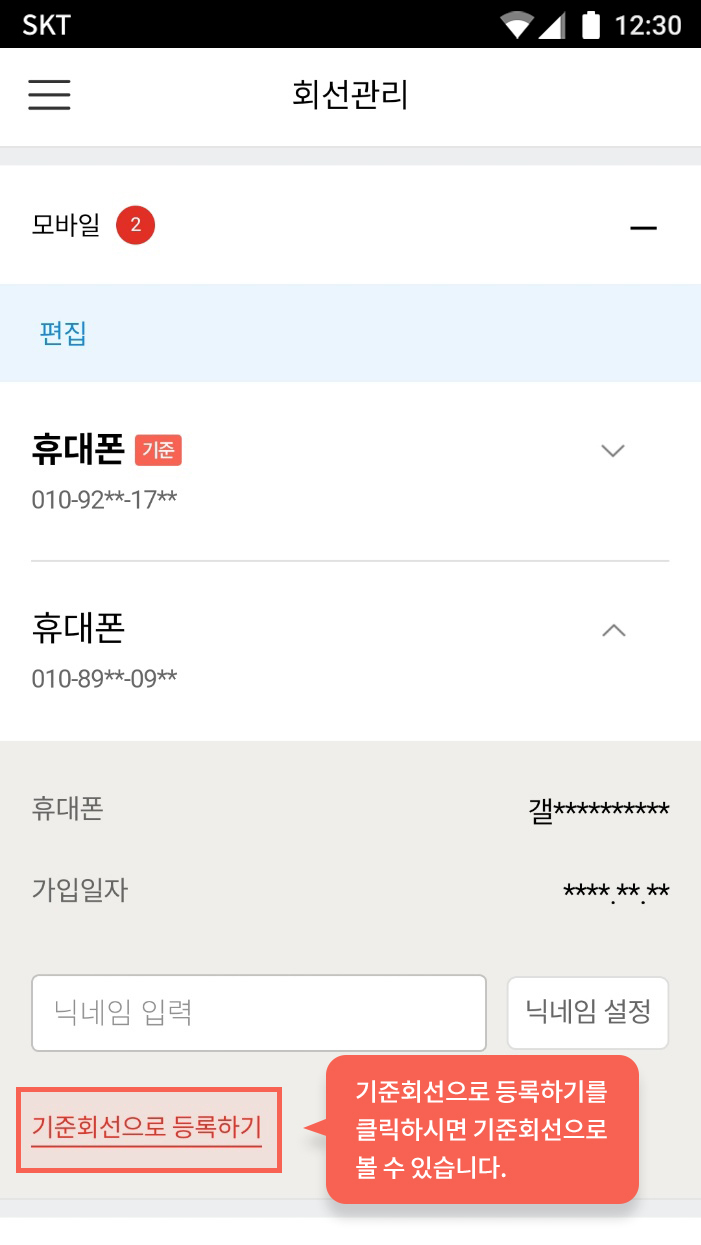 SKT 12:30
회선관리
모바일 2
편집
휴대폰 기준
010-92**-17**
휴대폰
010-89**-09**
휴대폰 갤**********
가입일자 ****.**.**
닉네임 입력 닉네임 설정
기준회선으로 등록하기
기준회선으로 등록하기를
클릭하시면 기준회선으로
볼 수 있습니다.